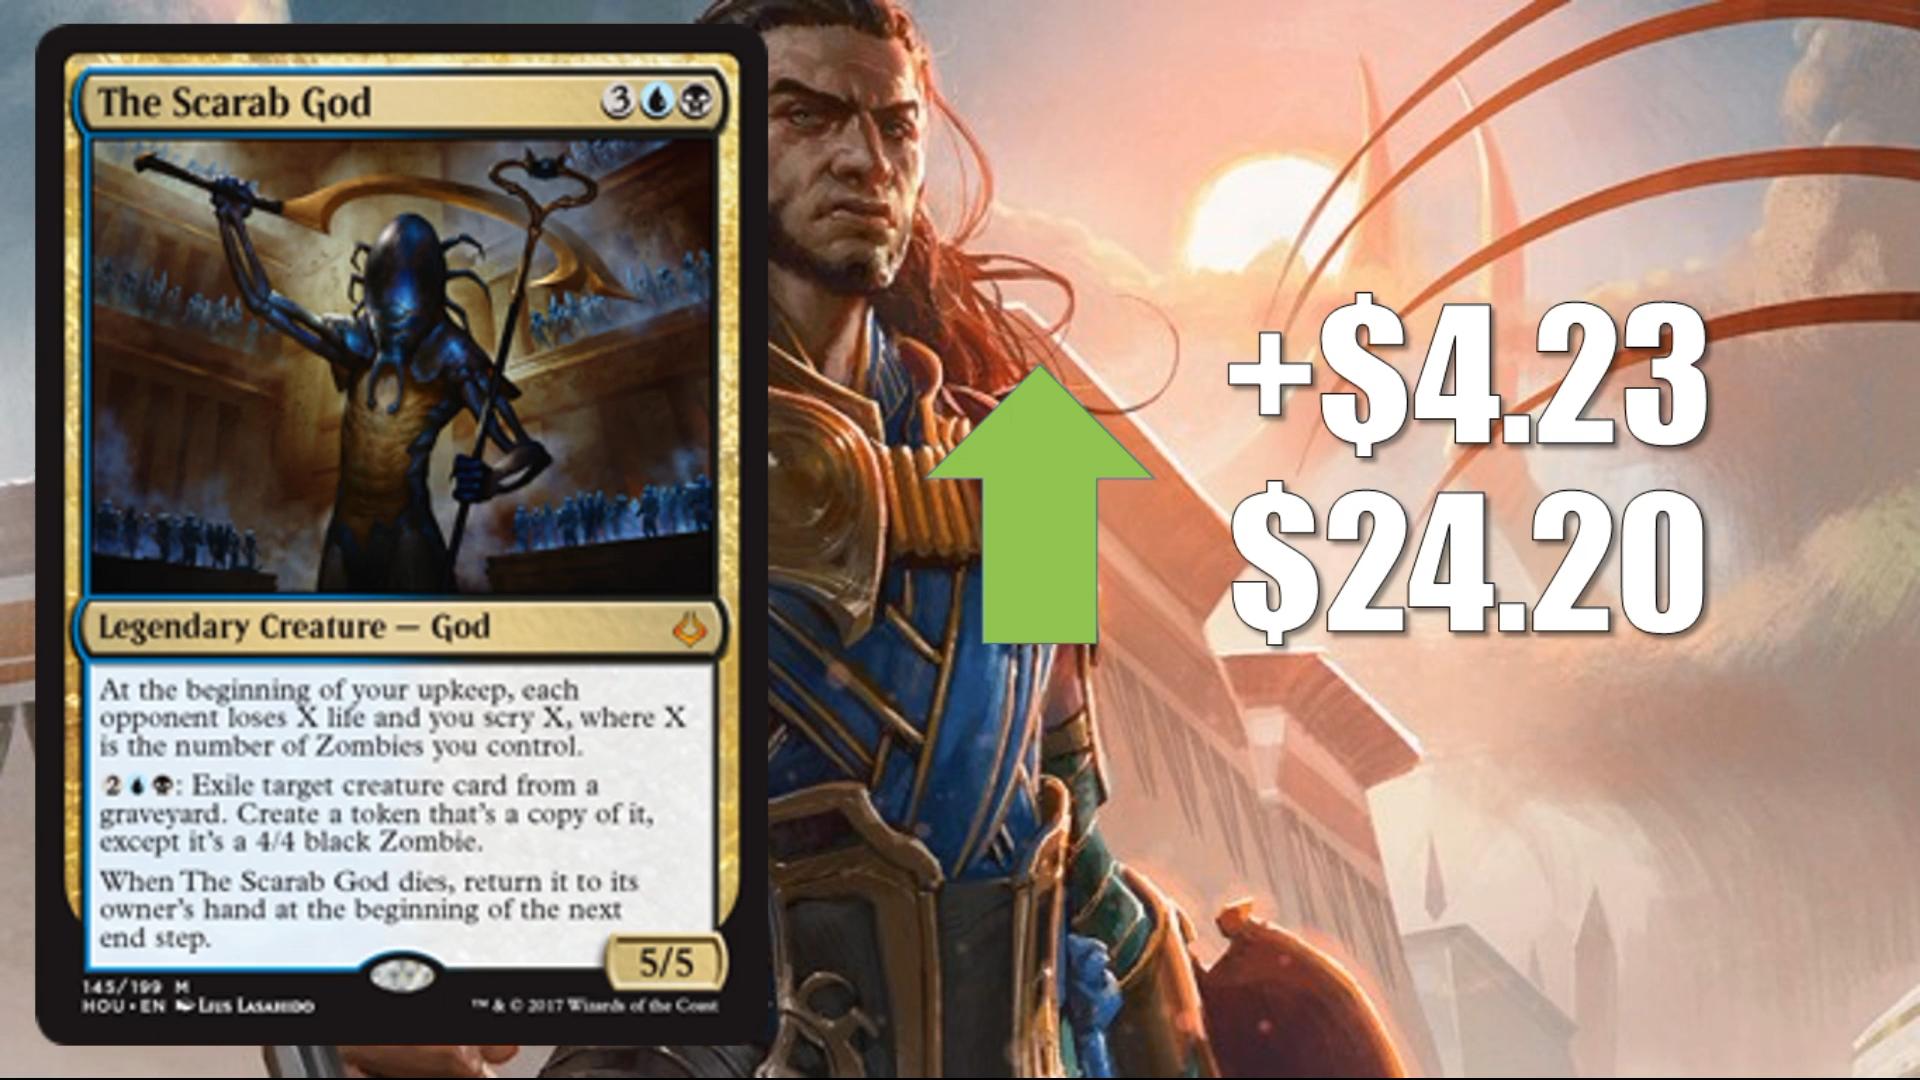 The Scarab God 3
Legendary Creature — God
At the beginning of your upkeep, each
opponent loses X life and you scry X, where X
is the number of Zombies you control.
2 : Exile target creature card from a
graveyard. Create a token that's a copy of it,
except it's a 4/4 black Zombie.
When The Scarab God dies, return it to its
owner's hand at the beginning of the next
end step.
5/5
145/199 M
HOU • EN Lius Lasahido
™ & © 2017 Wizards of the Coast
+$4.23
$24.20